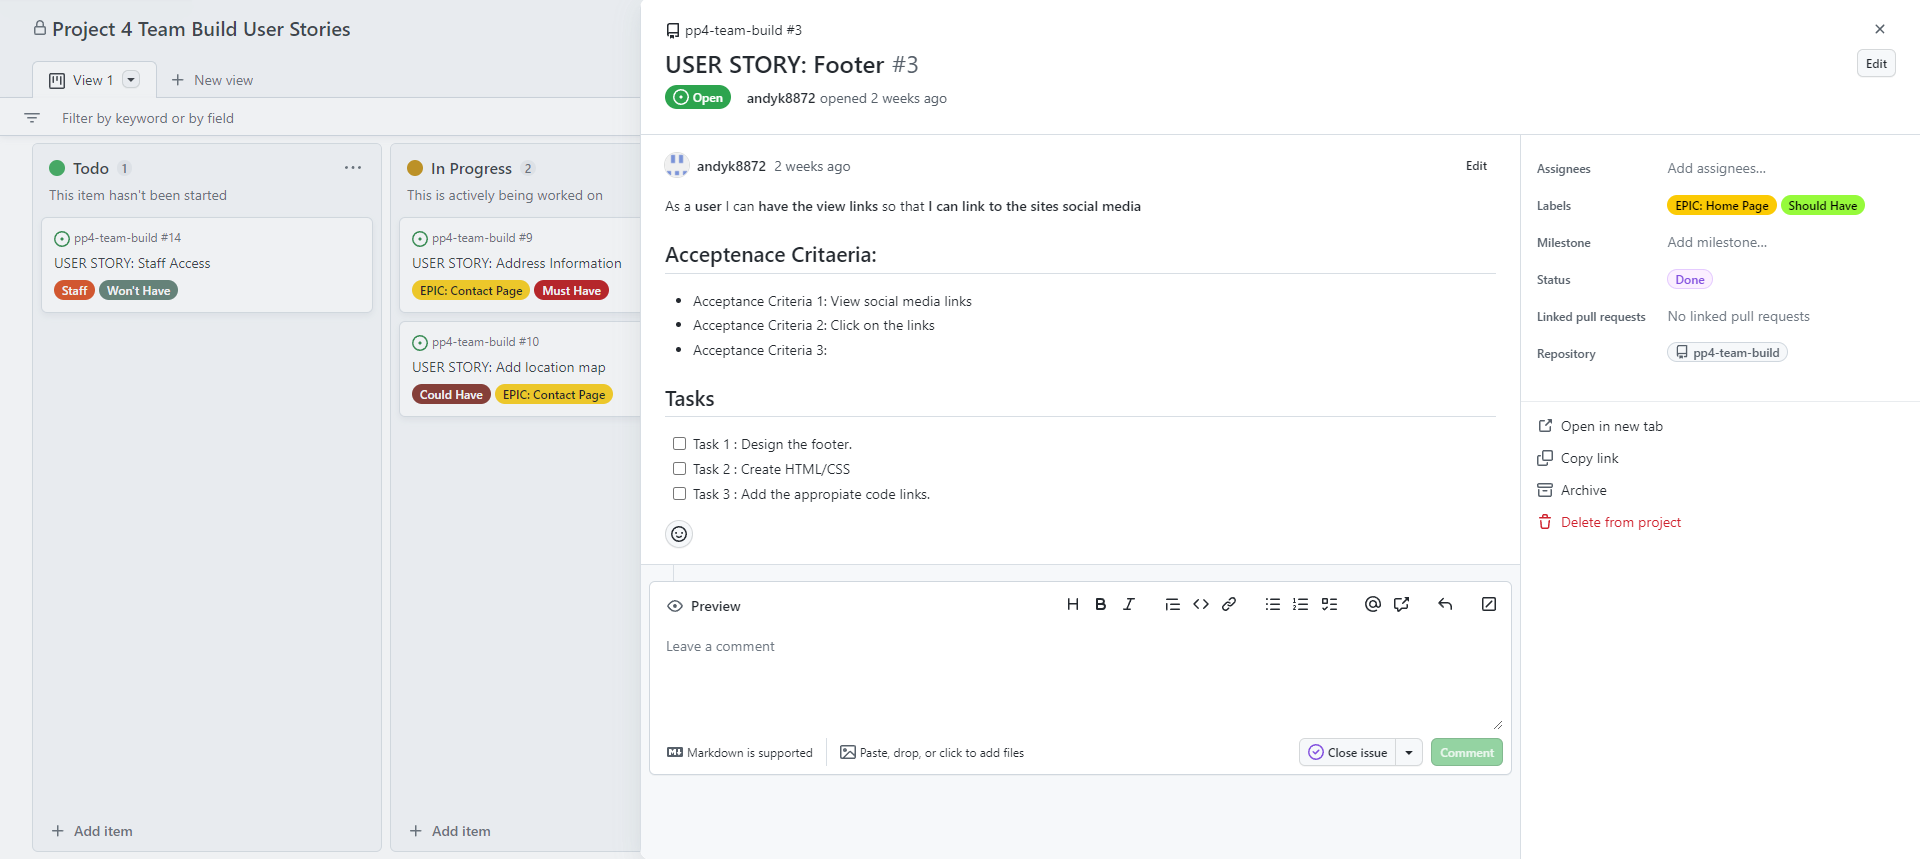 Project 4 Team Build User Stories
View 1
New view
Filter by keyword or by field
Todo 1
This item hasn't been started
pp4-team-build #14
USER STORY: Staff Access
Staff Won't Have
Add item
In Progress 2
This is actively being worked on
pp4-team-build #9
USER STORY: Address Information
EPIC: Contact Page Must Have
pp4-team-build #10
USER STORY: Add location map
Could Have EPIC: Contact Page
Add item
pp4-team-build #3
USER STORY: Footer #3
Edit
Open andyk8872 opened 2 weeks ago
andyk8872 2 weeks ago Edit
As a user I can have the view links so that I can link to the sites social media
Acceptenace Critaeria:
Acceptance Criteria 1: View social media links
Acceptance Criteria 2: Click on the links
Acceptance Criteria 3:
Tasks
Task 1 : Design the footer.
Task 2 : Create HTML/CSS
Task 3 : Add the appropiate code links.
Preview
Leave a comment
Markdown is supported
Paste, drop, or click to add files
Close issue
Comment
Assignees Add assignees...
Labels EPIC: Home Page Should Have
Milestone Add milestone...
Status Done
Linked pull requests No linked pull requests
Repository pp4-team-build
Open in new tab
Copy link
Archive
Delete from project